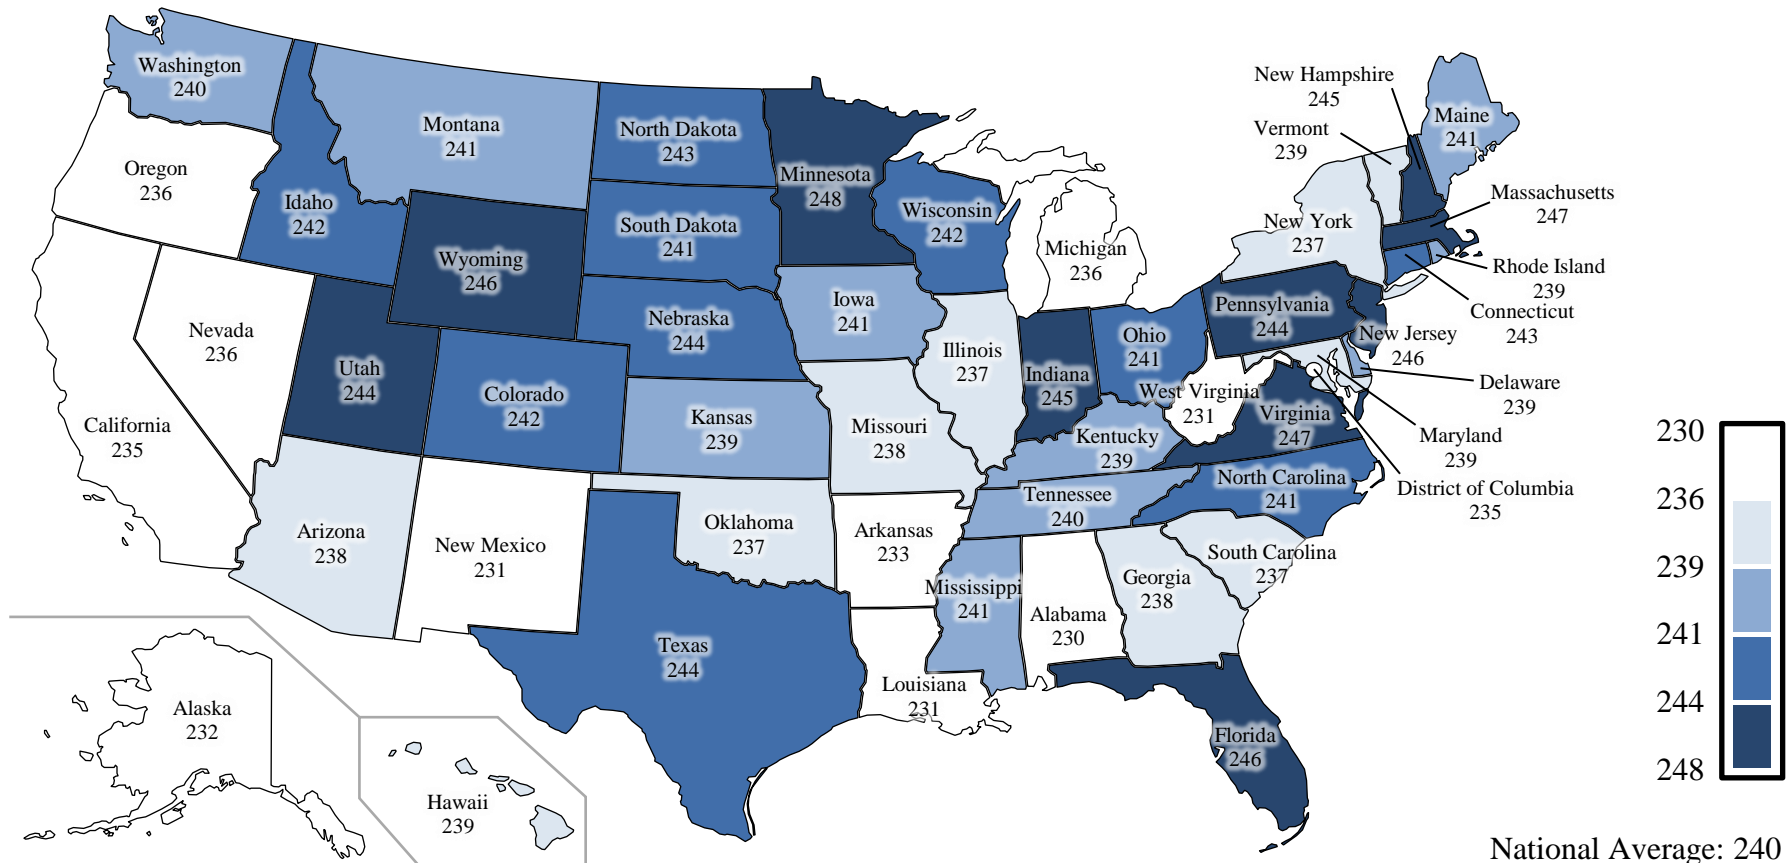 Washington
240
Montana
241
North Dakota
243
Minnesota
248
New Hampshire
245
Vermont
239
Maine
241
Oregon
236
Idaho
242
Wyoming
246
South Dakota
241
Wisconsin
242
Michigan
236
New York
237
Massachusetts
247
Rhode Island
239
Connecticut
243
Nevada
236
Utah
244
Colorado
242
Nebraska
244
Iowa
241
Illinois
237
Indiana
245
Ohio
241
Pennsylvania
244
New Jersey
246
Delaware
239
Maryland
239
District of Columbia
235
California
235
Kansas
239
Missouri
238
Kentucky
239
West Virginia
231
Virginia
247
Arizona
238
New Mexico
231
Oklahoma
237
Arkansas
233
Tennessee
240
North Carolina
241
South Carolina
237
Texas
244
Louisiana
231
Mississippi
241
Alabama
230
Georgia
238
Florida
246
Alaska
232
Hawaii
239
230
236
239
241
244
248
National Average: 240